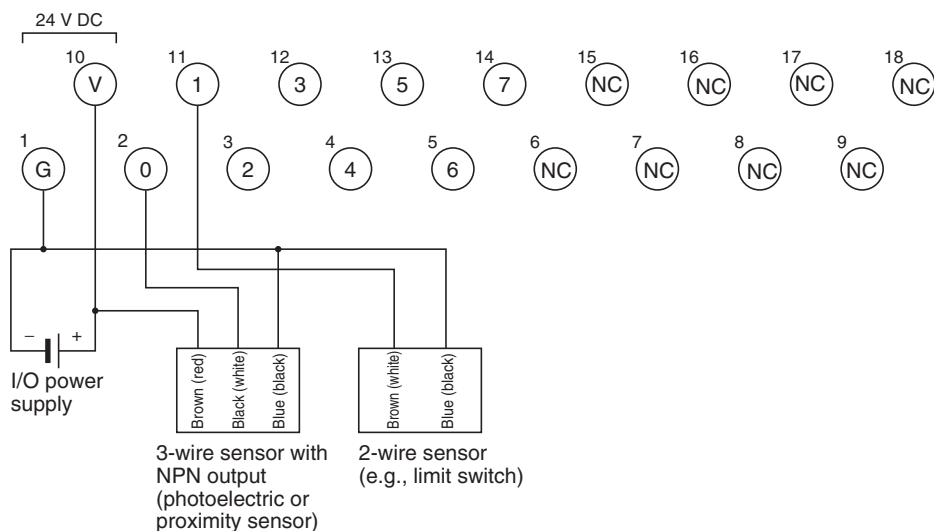 24 V DC
10 11 12 13 14 15 16 17 18
V 1 3 5 7 NC NC NC NC
1 2 3 4 5 6 7 8 9
G 0 2 4 6 NC NC NC NC
− +
I/O power
supply
Brown (red)
Black (white)
Blue (black)
Brown (white)
Blue (black)
3-wire sensor with
NPN output
(photoelectric or
proximity sensor)
2-wire sensor
(e.g., limit switch)